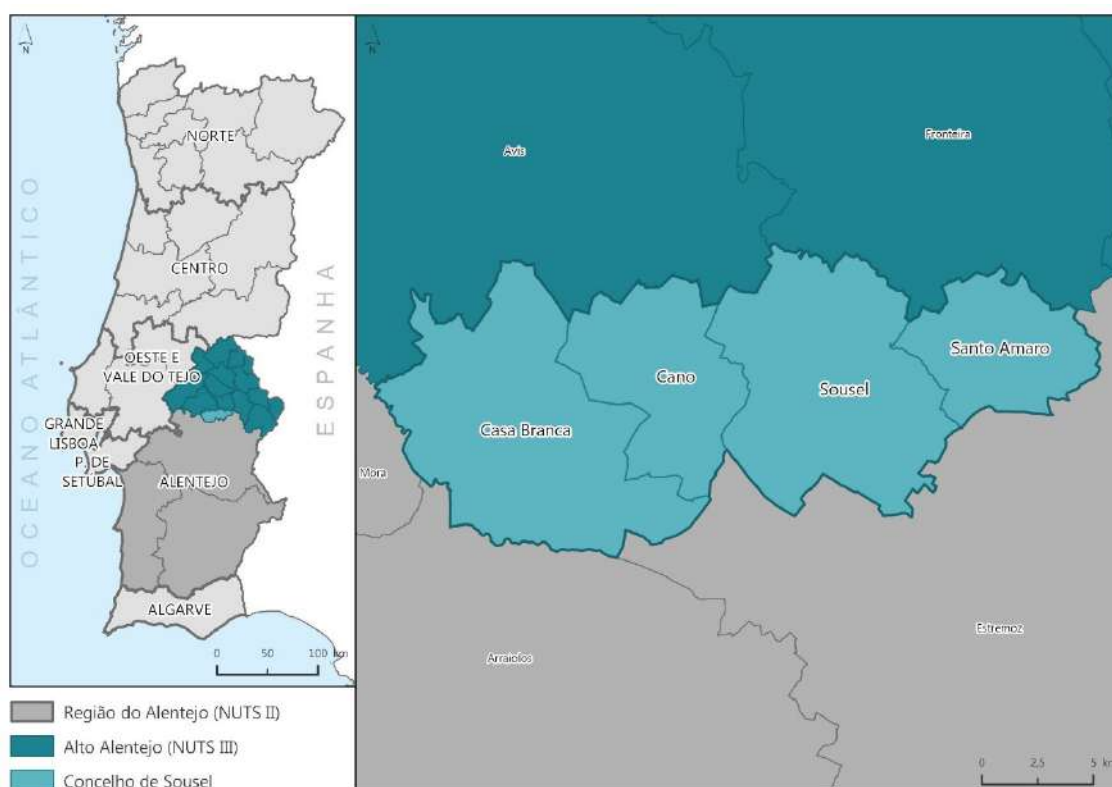 N
OCEANO ATLÂNTICO
NORTE
CENTRO
ESPANHA
OESTE E
VALE DO TEJO
GRANDE
LISBOA
P. DE
SETÚBAL
ALENTEJO
ALGARVE
0 50 100 km
Região do Alentejo (NUTS II)
Alto Alentejo (NUTS III)
Concelho de Sousel
N
Avis
Fronteira
Santo Amaro
Cano
Sousel
Casa Branca
Mora
Estremoz
Arraiolos
0 2,5 5 km